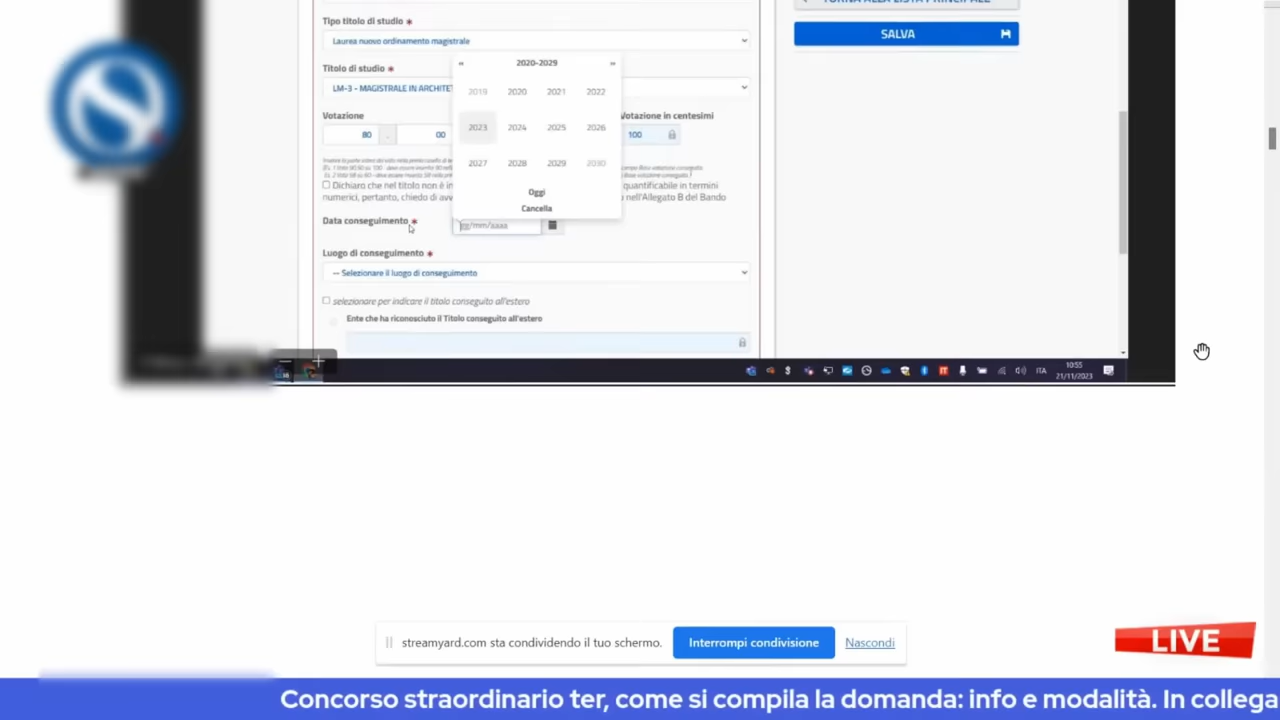 TORNA ALLA LISTA PRINCIPALE
Tipo titolo di studio *
Laurea nuovo ordinamento magistrale
SALVA
Titolo di studio *
LM-3 - MAGISTRALE IN ARCHITE
« 2020-2029 »
2019 2020 2021 2022
2023 2024 2025 2026
2027 2028 2029 2030
Oggi
Cancella
Votazione
Votazione in centesimi
80 . 00
100
Dichiaro che nel titolo non è in
quantificabile in termini
numerici, pertanto, chiedo di
o nell'Allegato B del Bando
Data conseguimento *
gg/mm/aaaa
Luogo di conseguimento *
-- Selezionare il luogo di conseguimento
selezionare per indicare il titolo conseguito all'estero
Ente che ha riconosciuto il Titolo conseguito all'estero
ITA
10:55
21/11/2023
streamyard.com sta condividendo il tuo schermo.
Interrompi condivisione
Nascondi
LIVE
Concorso straordinario ter, come si compila la domanda: info e modalità. In collega